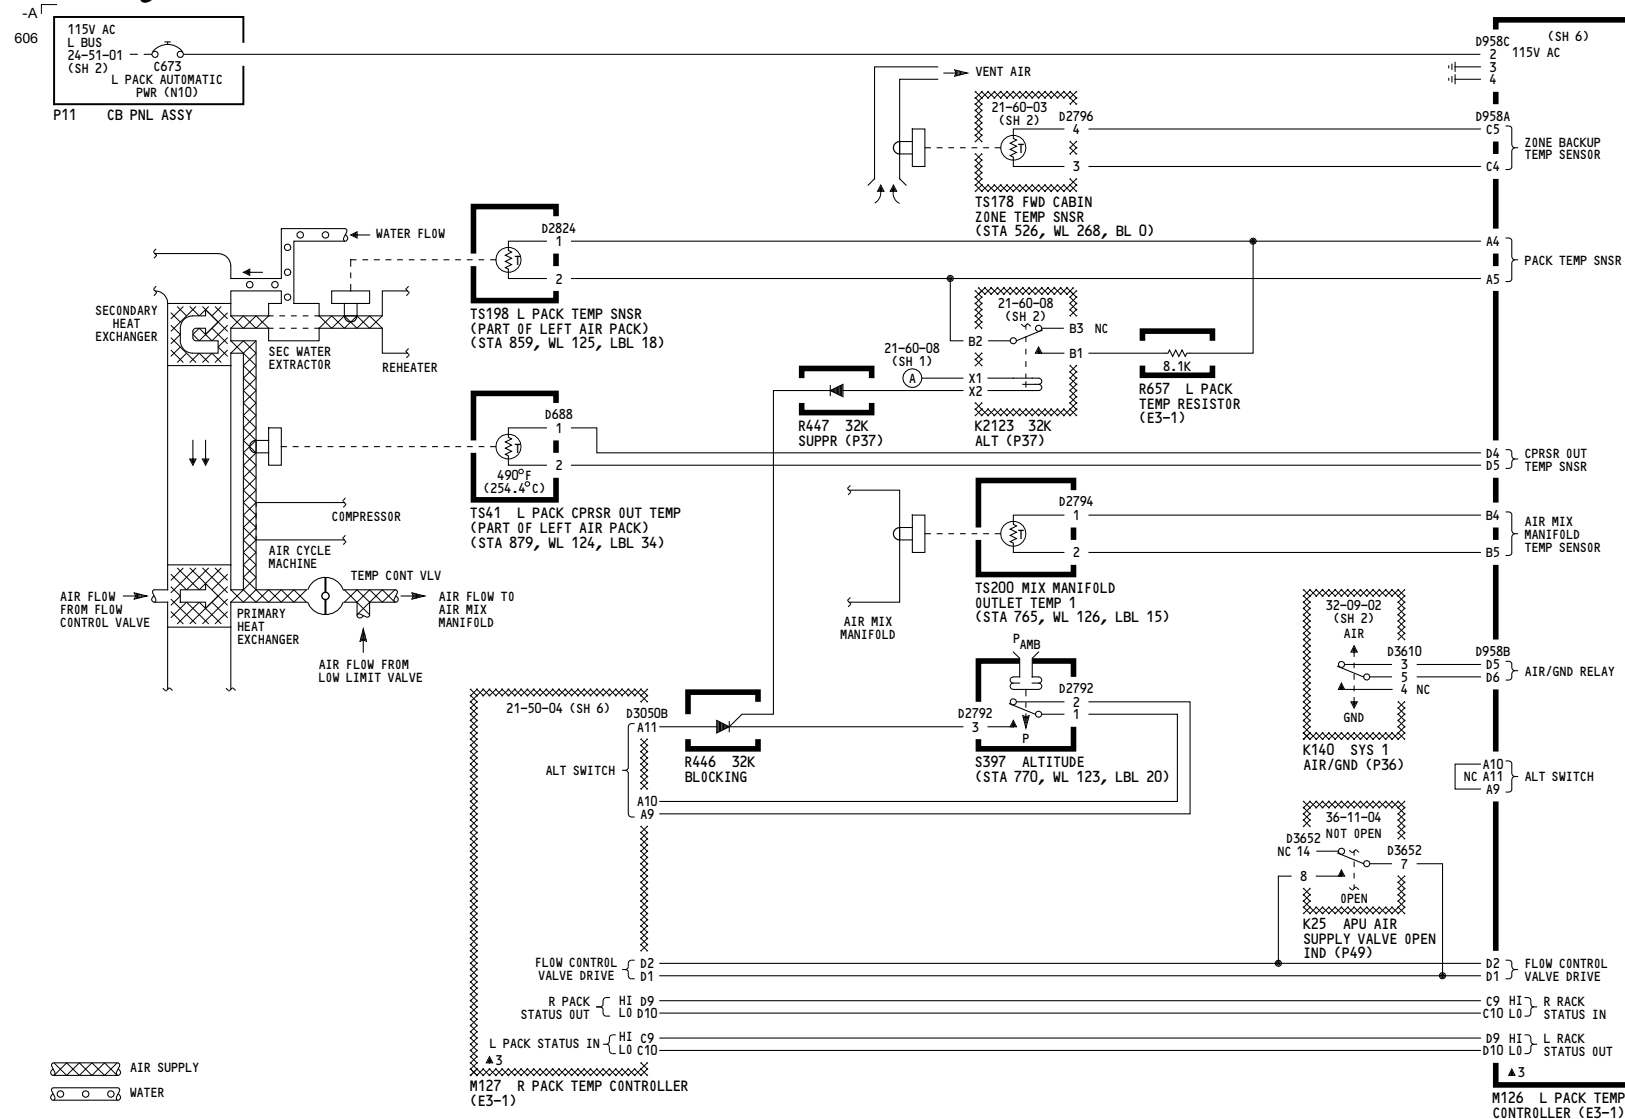 -A
606
115V AC
L BUS
24-51-01
(SH 2)
C673
L PACK AUTOMATIC
PWR (N10)
P11 CB PNL ASSY
VENT AIR
21-60-03
(SH 2)
D2796
4
3
TS178 FWD CABIN
ZONE TEMP SNSR
(STA 526, WL 268, BL 0)
(SH 6)
D958C
2 115V AC
3
4
D958A
C5
C4
ZONE BACKUP
TEMP SENSOR
A4
A5
PACK TEMP SNSR
WATER FLOW
D2824
1
T
2
TS198 L PACK TEMP SNSR
(PART OF LEFT AIR PACK)
(STA 859, WL 125, LBL 18)
SECONDARY
HEAT
EXCHANGER
SEC WATER
EXTRACTOR
REHEATER
21-60-08
(SH 2)
B3 NC
B2
B1
21-60-08
(SH 1)
A
X1
X2
K2123 32K
ALT (P37)
8.1K
R657 L PACK
TEMP RESISTOR
(E3-1)
R447 32K
SUPPR (P37)
D688
1
T
2
490°F
(254.4°C)
TS41 L PACK CPRSR OUT TEMP
(PART OF LEFT AIR PACK)
(STA 879, WL 124, LBL 34)
D4
D5
CPRSR OUT
TEMP SNSR
COMPRESSOR
AIR CYCLE
MACHINE
TEMP CONT VLV
AIR FLOW
FROM FLOW
CONTROL VALVE
PRIMARY
HEAT
EXCHANGER
AIR FLOW TO
AIR MIX
MANIFOLD
AIR FLOW FROM
LOW LIMIT VALVE
D2794
1
T
2
TS200 MIX MANIFOLD
OUTLET TEMP 1
(STA 765, WL 126, LBL 15)
AIR MIX
MANIFOLD
B4
B5
AIR MIX
MANIFOLD
TEMP SENSOR
32-09-02
(SH 2)
AIR
D3610
3
5
4 NC
GND
K140 SYS 1
AIR/GND (P36)
D958B
D5
D6
AIR/GND RELAY
PAMB
D2792
2
1
D2792
3
P
S397 ALTITUDE
(STA 770, WL 123, LBL 20)
21-50-04 (SH 6)
D3050B
A11
ALT SWITCH
A10
A9
R446 32K
BLOCKING
A10
NC A11
A9
ALT SWITCH
36-11-04
NOT OPEN
D3652
NC 14
D3652
7
8
OPEN
K25 APU AIR
SUPPLY VALVE OPEN
IND (P49)
FLOW CONTROL
VALVE DRIVE
D2
D1
D2
D1
FLOW CONTROL
VALVE DRIVE
R PACK
STATUS OUT
HI D9
LO D10
C9 HI
C10 LO
R RACK
STATUS IN
L PACK STATUS IN
HI C9
LO C10
D9 HI
D10 LO
L RACK
STATUS OUT
▲3
▲3
M127 R PACK TEMP CONTROLLER
(E3-1)
M126 L PACK TEMP
CONTROLLER (E3-1)
AIR SUPPLY
WATER